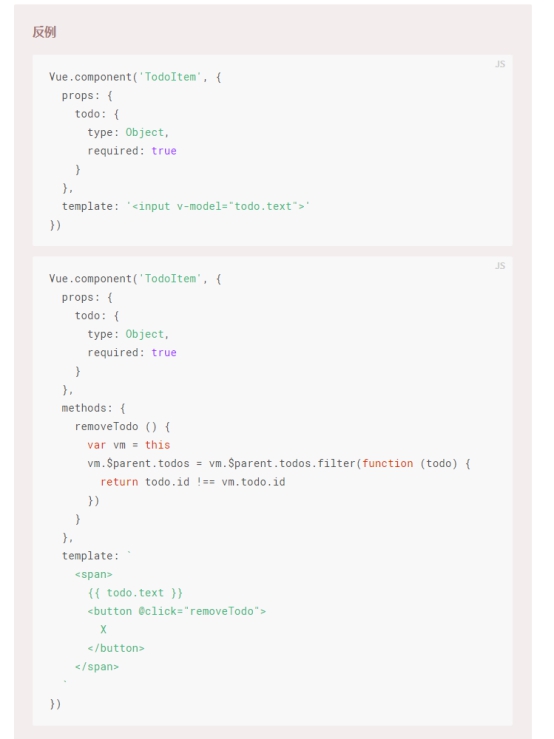 反例
JS
Vue.component('TodoItem', {
  props: {
    todo: {
      type: Object,
      required: true
    }
  },
  template: `<input v-model="todo.text">`
})
JS
Vue.component('TodoItem', {
  props: {
    todo: {
      type: Object,
      required: true
    }
  },
  methods: {
    removeTodo () {
      var vm = this
      vm.$parent.todos = vm.$parent.todos.filter(function (todo) {
        return todo.id !== vm.todo.id
      })
    }
  },
  template: `
    <span>
      {{ todo.text }}
      <button @click="removeTodo">
        X
      </button>
    </span>
  `
})